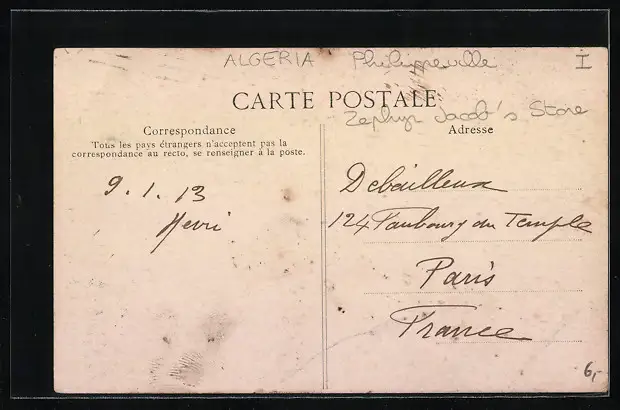 ALGERIA Philippeville I
CARTE POSTALE
Zephyr Jacob's Store
Correspondance
Tous les pays étrangers n'acceptent pas la
correspondance au recto, se renseigner à la poste.
9.1.13
Henri
Adresse
Debailleux
124 Faubourg du Temple
Paris
France
6,-